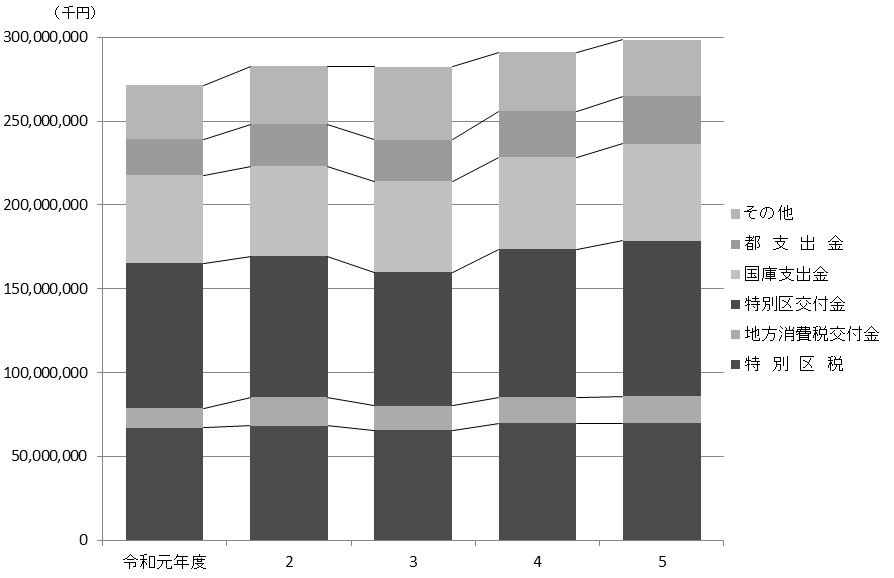 （千円）
300,000,000
250,000,000
200,000,000
150,000,000
100,000,000
50,000,000
0
令和元年度 2 3 4 5
その他
都 支 出 金
国庫支出金
特別区交付金
地方消費税交付金
特 別 区 税